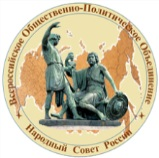 Всероссийское Общественно-Политическое Объединение
Народный Совет России